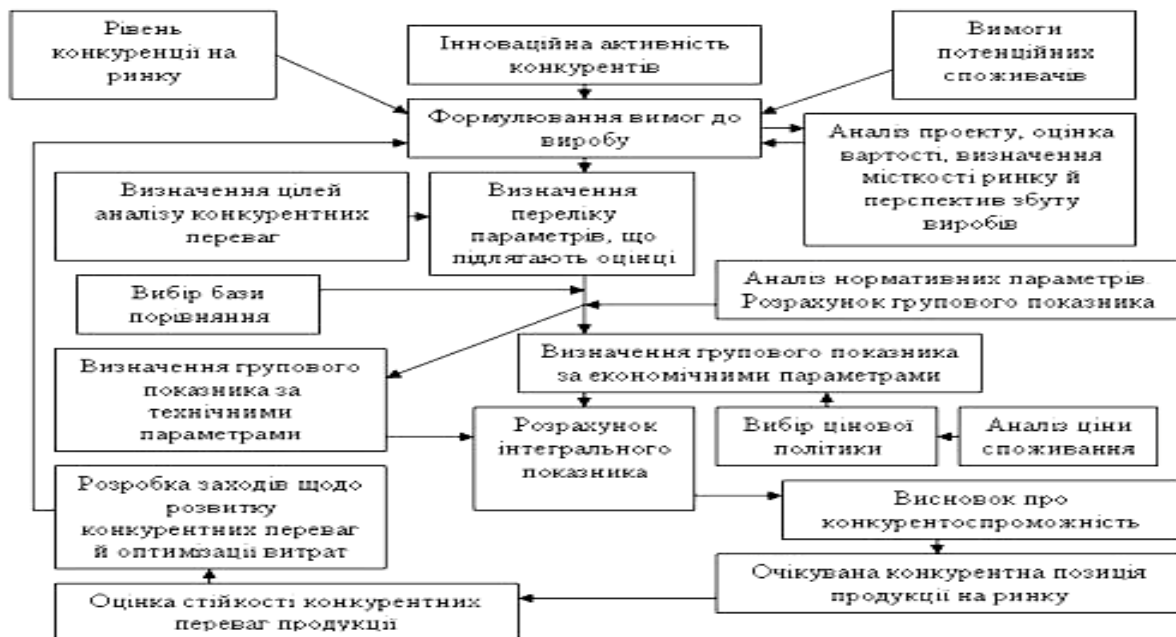 Рівень
конкуренції на
ринку
Інноваційна активність
конкурентів
Вимоги
потенційних
споживачів
Формулювання вимог до
виробу
Аналіз проекту, оцінка
вартості, визначення
місткості ринку й
перспектив збуту
виробів
Визначення цілей
аналізу конкурентних
переваг
Визначення
переліку
параметрів, що
підлягають оцінці
Вибір бази
порівняння
Аналіз нормативних параметрів.
Розрахунок групового показника
Визначення групового
показника за
технічними
параметрами
Визначення групового показника
за економічними параметрами
Розрахунок
інтегрального
показника
Вибір цінової
політики
Аналіз ціни
споживання
Розробка заходів щодо
розвитку
конкурентних переваг
й оптимізації витрат
Висновок про
конкурентоспроможність
Очікувана конкурентна позиція
продукції на ринку
Оцінка стійкості конкурентних
переваг продукції